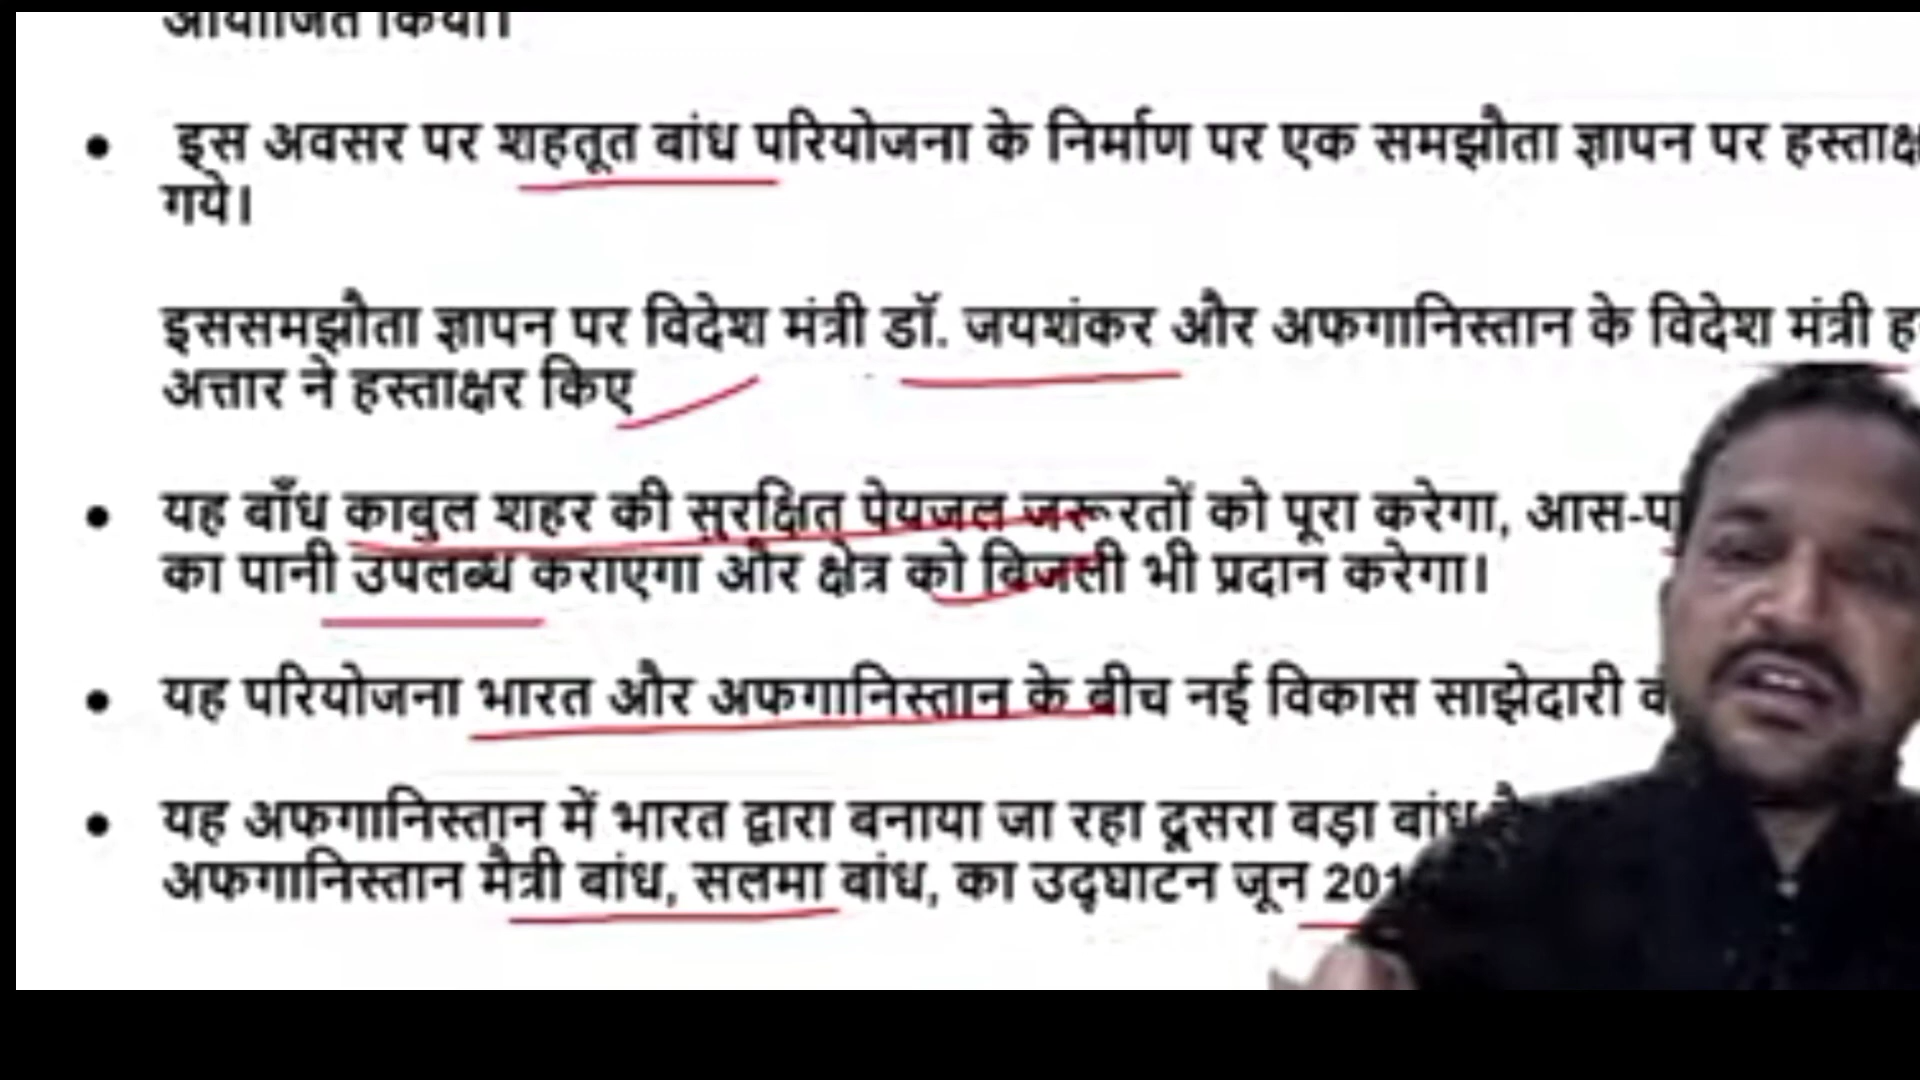 आयोजित किया।
इस अवसर पर शहतूत बांध परियोजना के निर्माण पर एक समझौता ज्ञापन पर
गये।
इससमझौता ज्ञापन पर विदेश मंत्री डॉ. जयशंकर और अफगानिस्तान के विदेश मंत्री
अत्तार ने हस्ताक्षर किए
यह बाँध काबुल शहर की सुरक्षित पेयजल जरूरतों को पूरा करेगा,
का पानी उपलब्ध कराएगा और क्षेत्र को बिजली भी प्रदान करेगा।
यह परियोजना भारत और अफगानिस्तान के बीच नई विकास साझेदारी
यह अफगानिस्तान में भारत द्वारा बनाया जा रहा दूसरा बड़ा बांध
अफगानिस्तान मैत्री बांध, सलमा बांध, का उद्घाटन जून